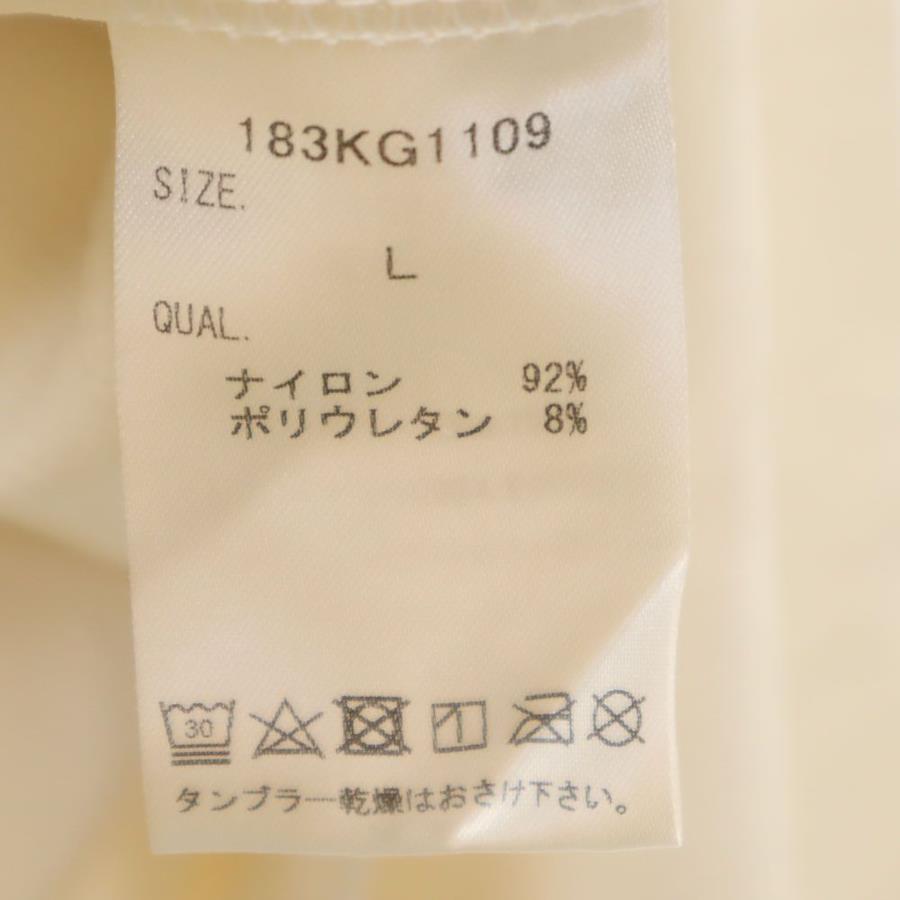 183KG1109
SIZE.
L
QUAL.
ナイロン 92%
ポリウレタン 8%
30
タンブラー乾燥はおさけ下さい。